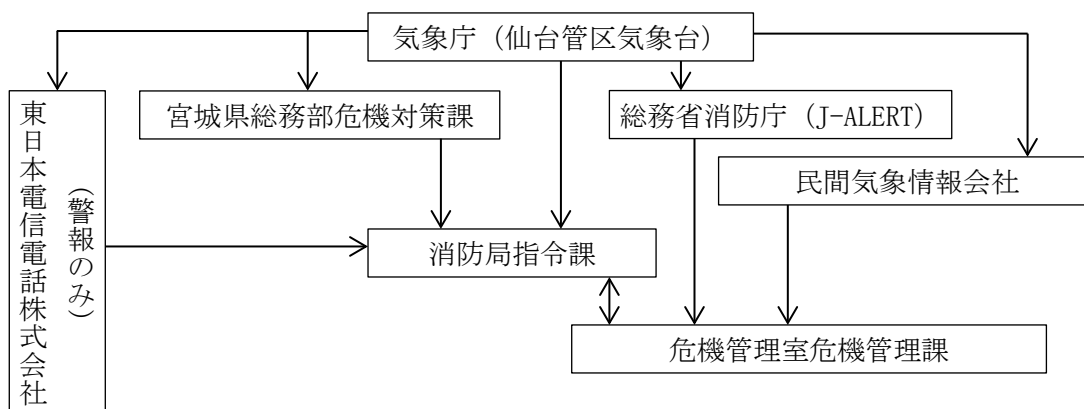 気象庁（仙台管区気象台）
宮城県総務部危機対策課
総務省消防庁（J-ALERT）
民間気象情報会社
東日本電信電話株式会社
（警報のみ）
消防局指令課
危機管理室危機管理課